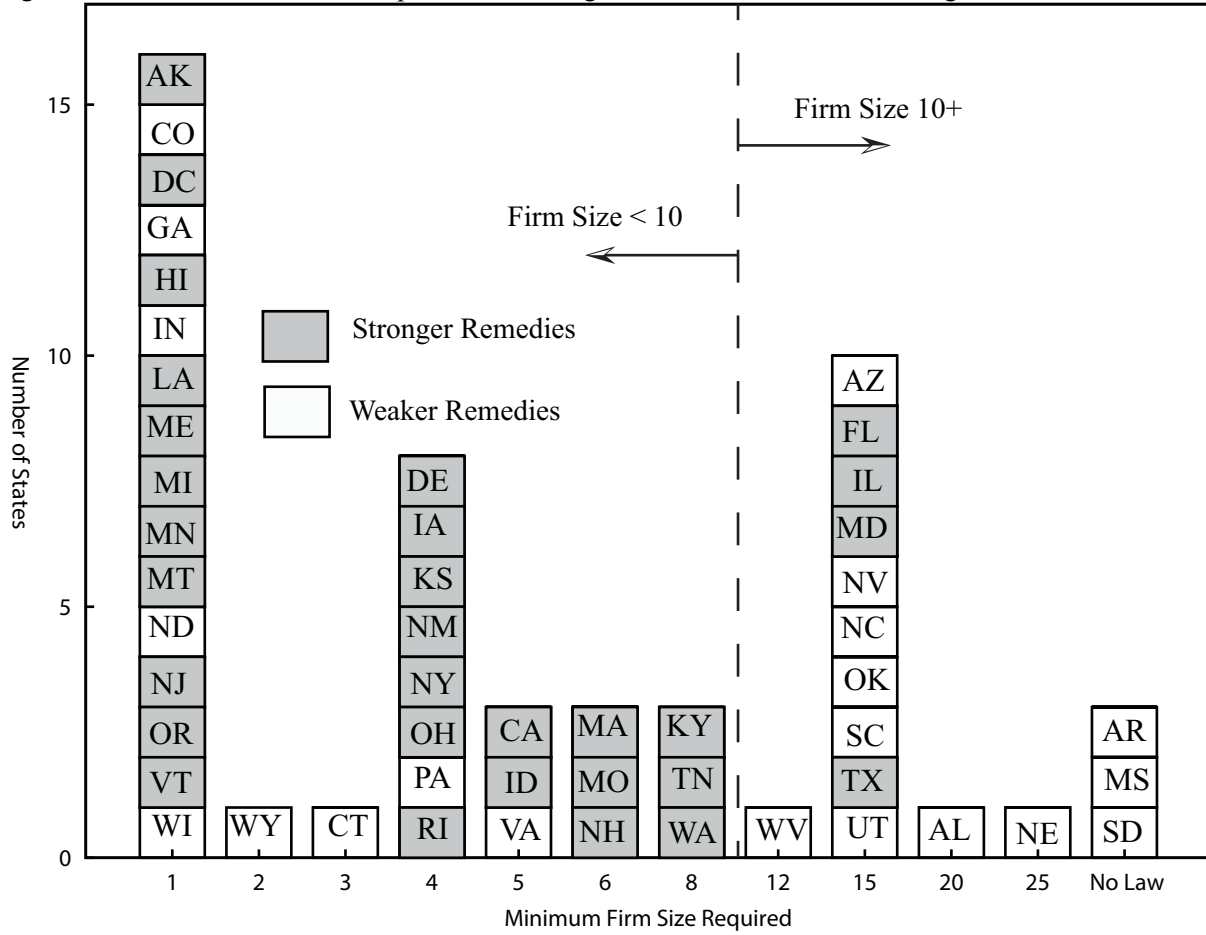 15
10
5
0
Number of States
AK
CO
DC
GA
HI
IN
LA
ME
MI
MN
MT
ND
NJ
OR
VT
WI
WY
CT
DE
IA
KS
NM
NY
OH
PA
RI
CA
ID
VA
MA
MO
NH
KY
TN
WA
WV
AZ
FL
IL
MD
NV
NC
OK
SC
TX
UT
AL
NE
AR
MS
SD
Firm Size 10+
Firm Size < 10
Stronger Remedies
Weaker Remedies
1 2 3 4 5 6 8 12 15 20 25 No Law
Minimum Firm Size Required